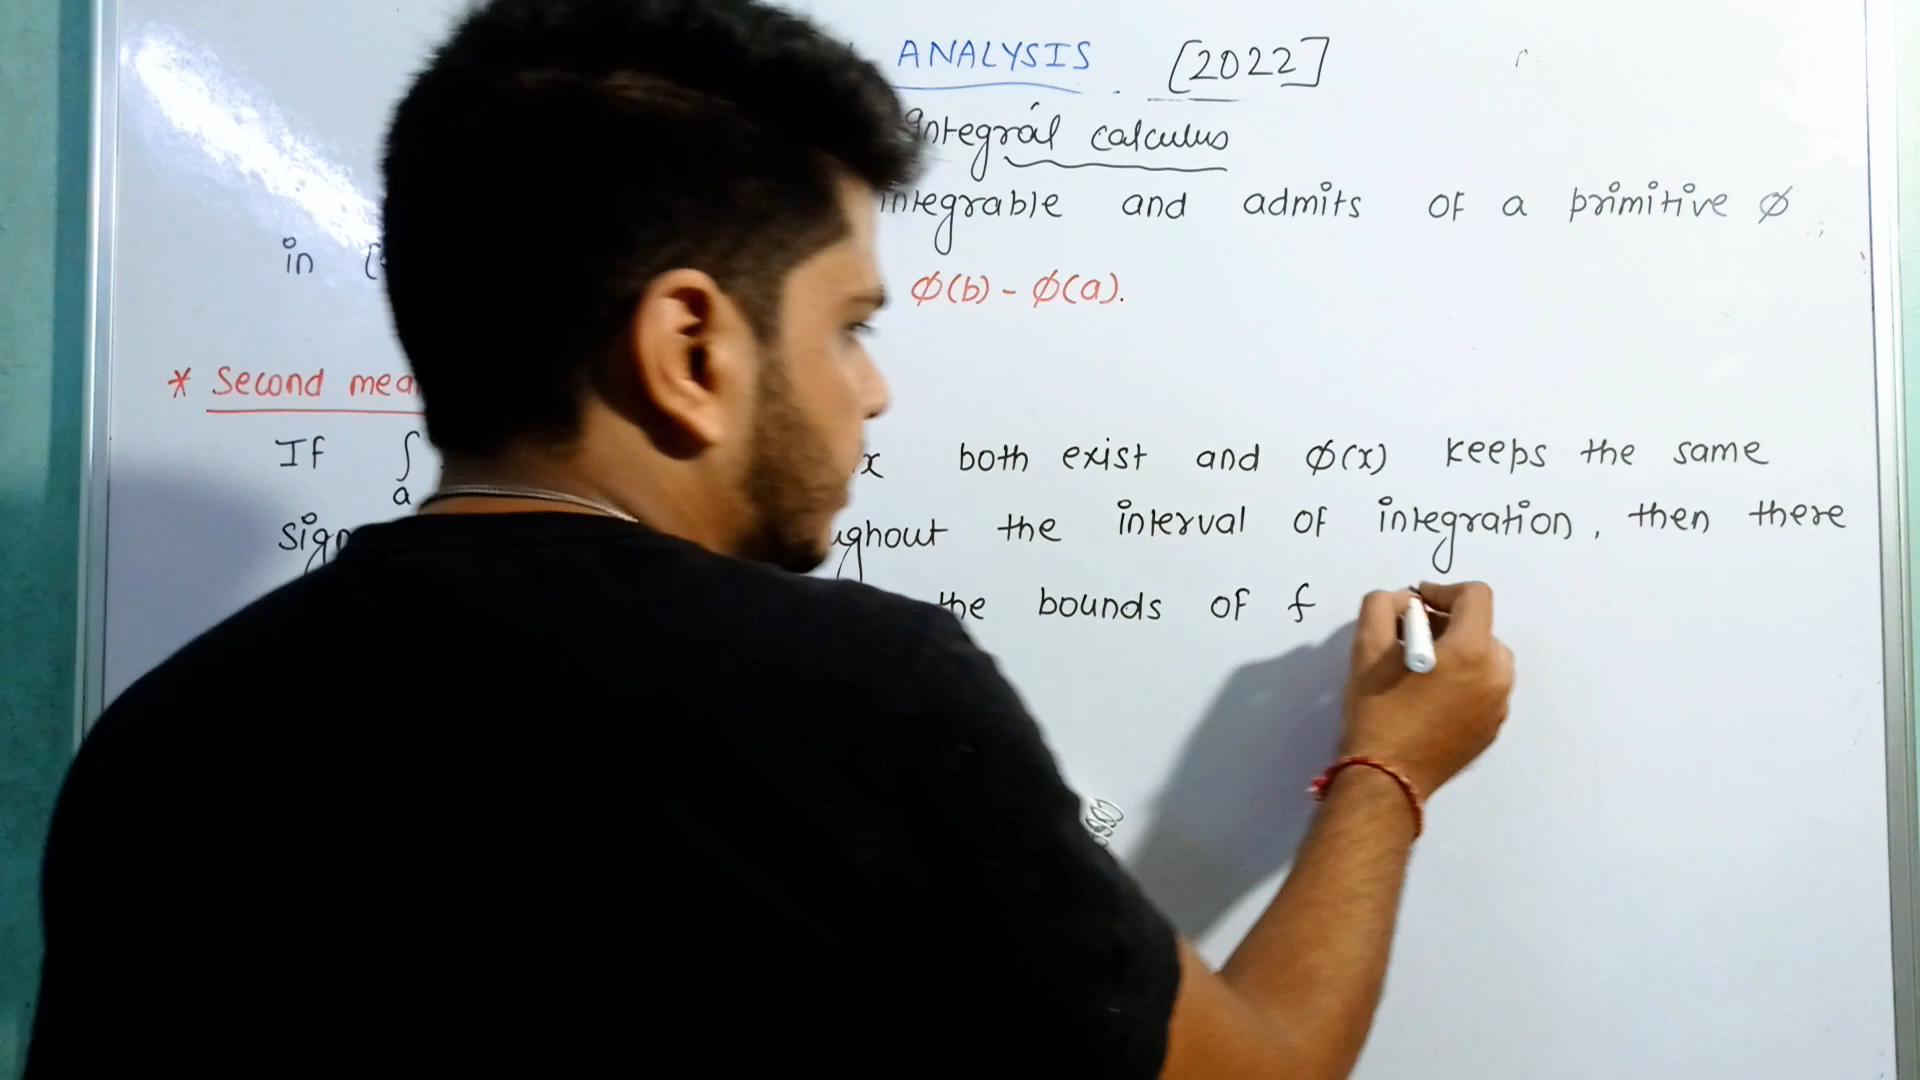 ANALYSIS [2022]
Integral calculus
integrable and admits of a primitive φ
in [
φ(b) - φ(a).
* Second mea
If ∫a x both exist and φ(x) keeps the same
sign ughout the interval of integration, then there
the bounds of f